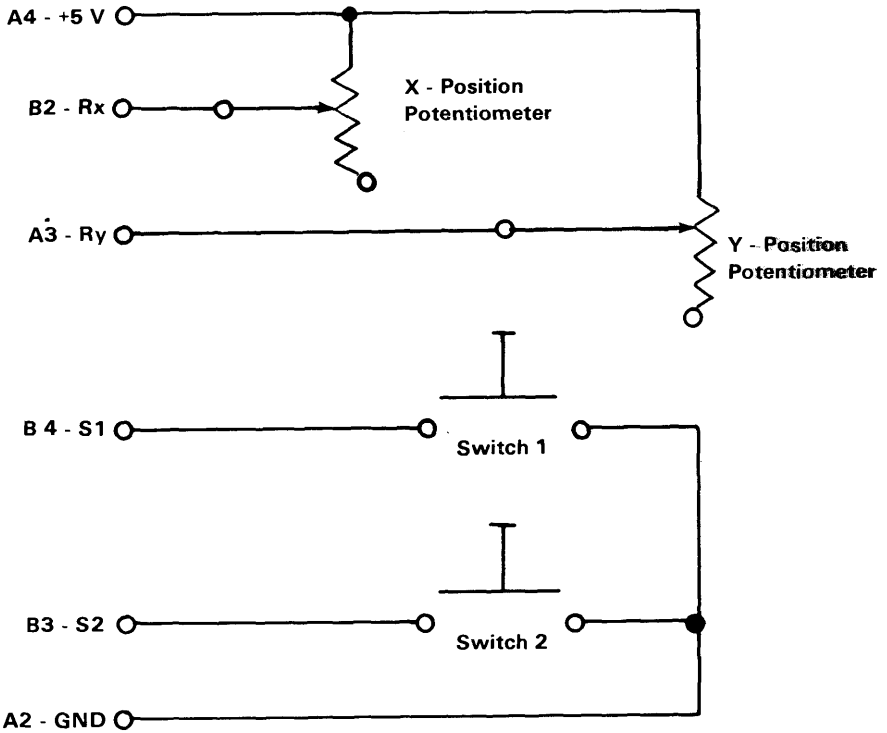 A4 - +5 V
X - Position
Potentiometer
B2 - Rx
A3 - Ry
Y - Position
Potentiometer
B 4 - S1
Switch 1
B3 - S2
Switch 2
A2 - GND